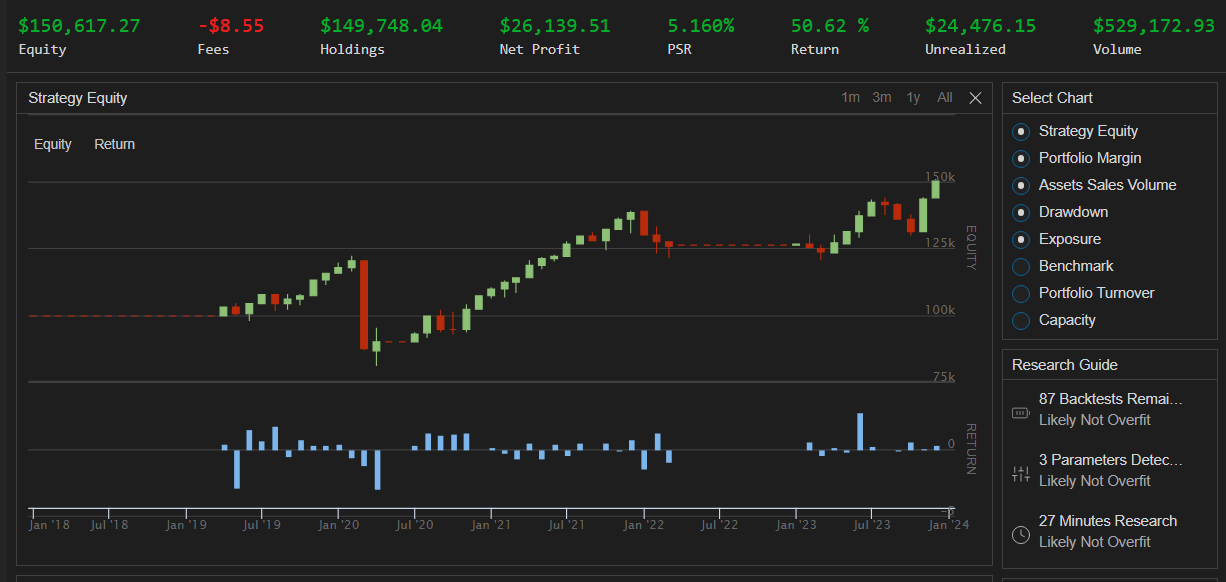 $150,617.27 -$8.55 $149,748.04 $26,139.51 5.160% 50.62 % $24,476.15 $529,172.93
Equity Fees Holdings Net Profit PSR Return Unrealized Volume
Strategy Equity 1m 3m 1y All
Equity Return
150k
125k
100k
75k
EQUITY
0
-5
RETURN
Jan '18 Jul '18 Jan '19 Jul '19 Jan '20 Jul '20 Jan '21 Jul '21 Jan '22 Jul '22 Jan '23 Jul '23 Jan '24
Select Chart
Strategy Equity
Portfolio Margin
Assets Sales Volume
Drawdown
Exposure
Benchmark
Portfolio Turnover
Capacity
Research Guide
87 Backtests Remai...
Likely Not Overfit
3 Parameters Detec...
Likely Not Overfit
27 Minutes Research
Likely Not Overfit